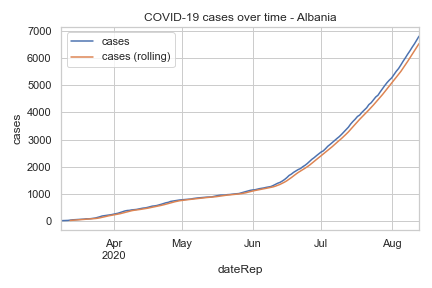 COVID-19 cases over time - Albania
cases
cases (rolling)
7000
6000
5000
4000
3000
2000
1000
0
cases
Apr
2020
May
Jun
Jul
Aug
dateRep